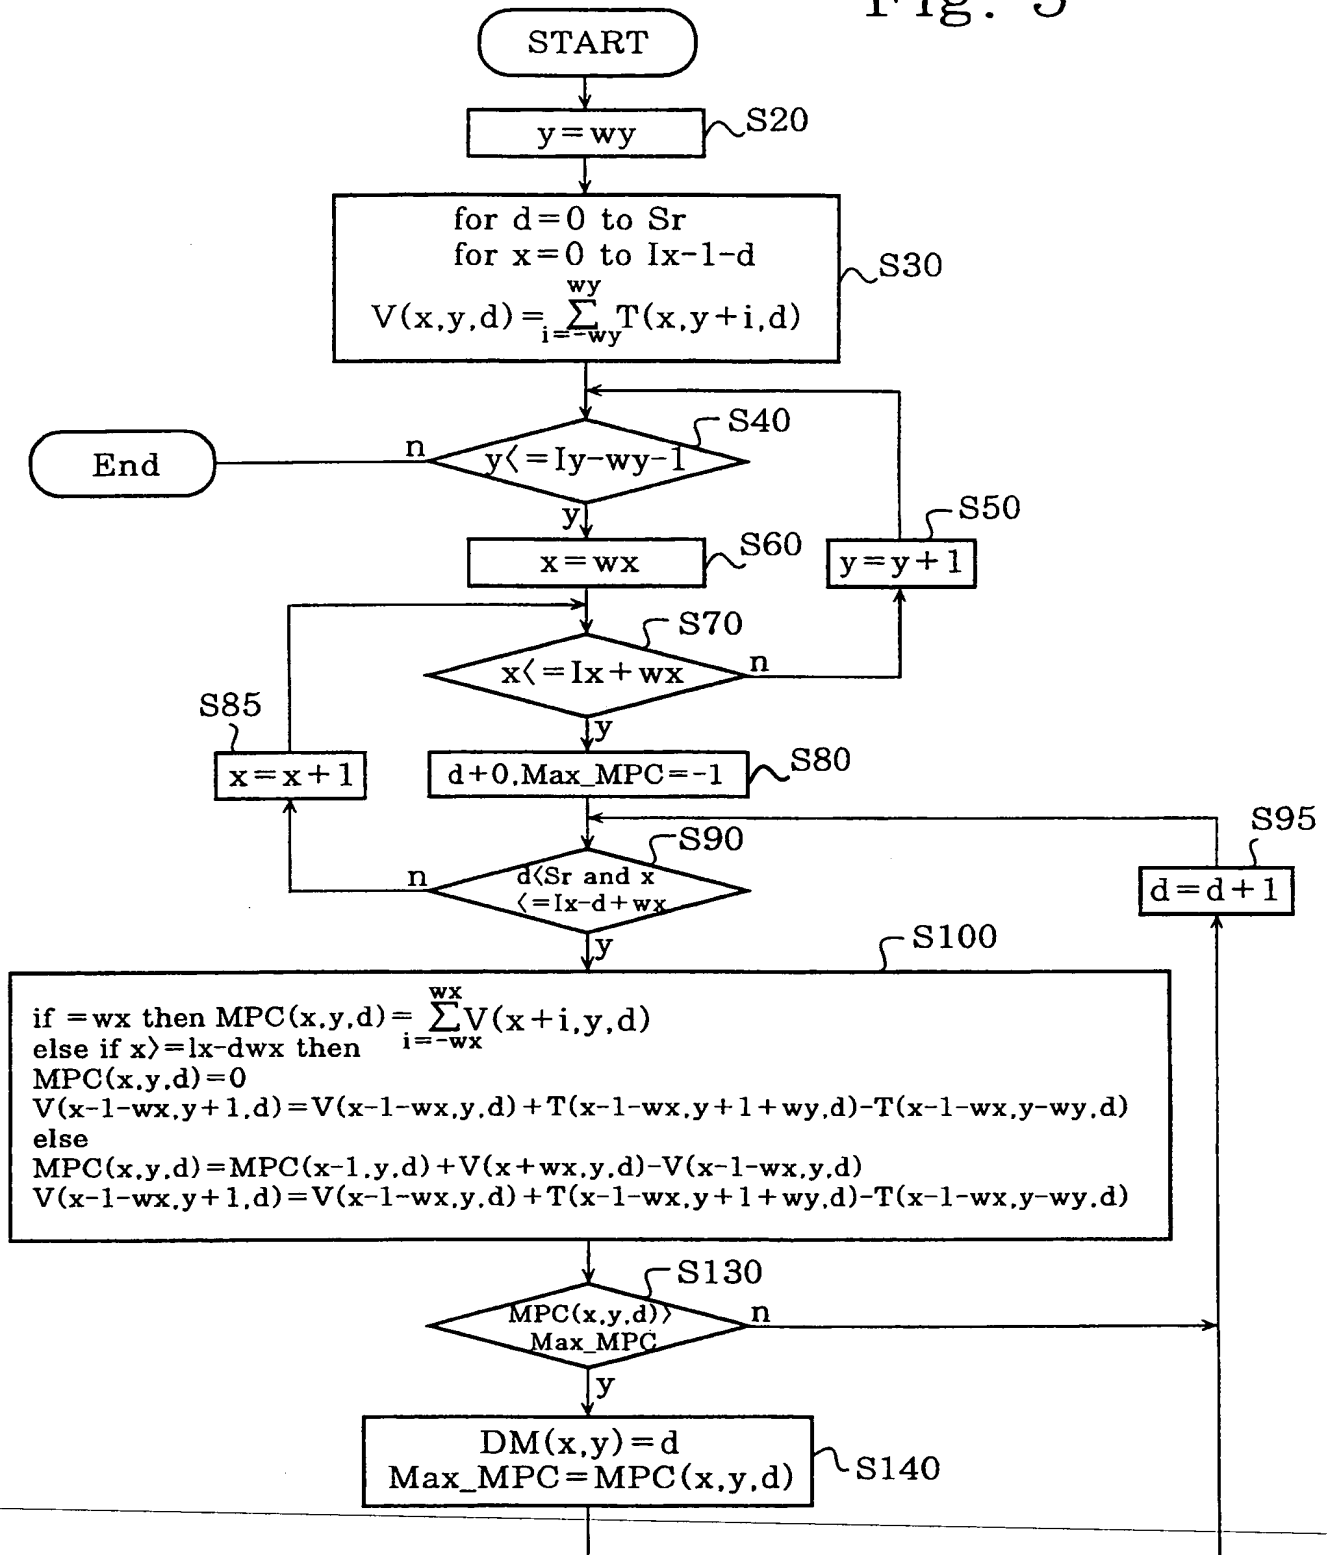 Fig. 5
START
y=wy
S20
for d=0 to Sr
for x=0 to Ix-1-d
V(x,y,d)=∑T(x,y+i,d)
wy
i=-wy
S30
S40
y<=Iy-wy-1
n
End
y
S50
y=y+1
x=wx
S60
S70
x<=Ix+wx
n
y
S85
x=x+1
d+0,Max_MPC=-1
S80
S90
d<Sr and x
<=Ix-d+wx
n
y
S95
d=d+1
S100
if =wx then MPC(x,y,d)=∑V(x+i,y,d)
wx
i=-wx
else if x>=lx-dwx then
MPC(x,y,d)=0
V(x-1-wx,y+1,d)=V(x-1-wx,y,d)+T(x-1-wx,y+1+wy,d)-T(x-1-wx,y-wy,d)
else
MPC(x,y,d)=MPC(x-1,y,d)+V(x+wx,y,d)-V(x-1-wx,y,d)
V(x-1-wx,y+1,d)=V(x-1-wx,y,d)+T(x-1-wx,y+1+wy,d)-T(x-1-wx,y-wy,d)
S130
MPC(x,y,d)>
Max_MPC
n
y
DM(x,y)=d
Max_MPC=MPC(x,y,d)
S140